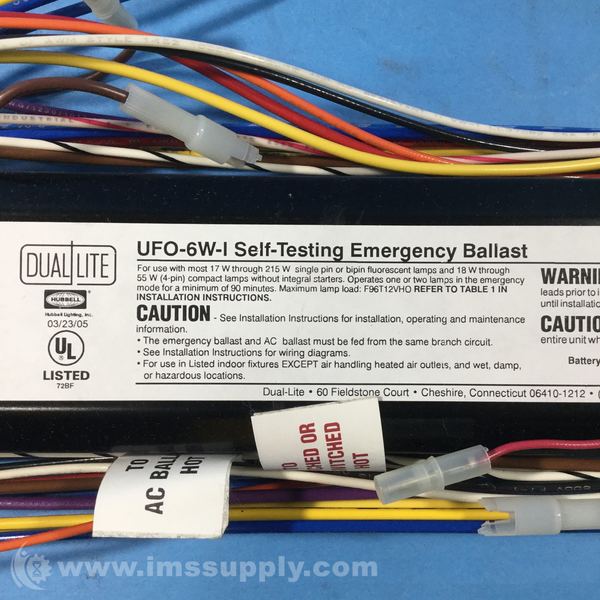 DUAL LITE
HUBBELL
Hubbell Lighting, Inc.
03/23/05
UL
LISTED
72BF
UFO-6W-I Self-Testing Emergency Ballast
For use with most 17 W through 215 W single pin or bipin fluorescent lamps and 18 W through
55 W (4-pin) compact lamps without integral starters. Operates one or two lamps in the emergency
mode for a minimum of 90 minutes. Maximum lamp load: F96T12VHO REFER TO TABLE 1 IN
INSTALLATION INSTRUCTIONS.
CAUTION - See Installation Instructions for installation, operating and maintenance
information.
• The emergency ballast and AC ballast must be fed from the same branch circuit.
• See Installation Instructions for wiring diagrams.
• For use in Listed indoor fixtures EXCEPT air handling heated air outlets, and wet, damp,
or hazardous locations.
Dual-Lite • 60 Fieldstone Court • Cheshire, Connecticut 06410-1212 • (
WARNIN
leads prior to i
until installation
CAUTIO
entire unit wh
Battery
TO
AC BALL
HOT
TO
CHED OR
ITCHED
HOT
www.imssupply.com